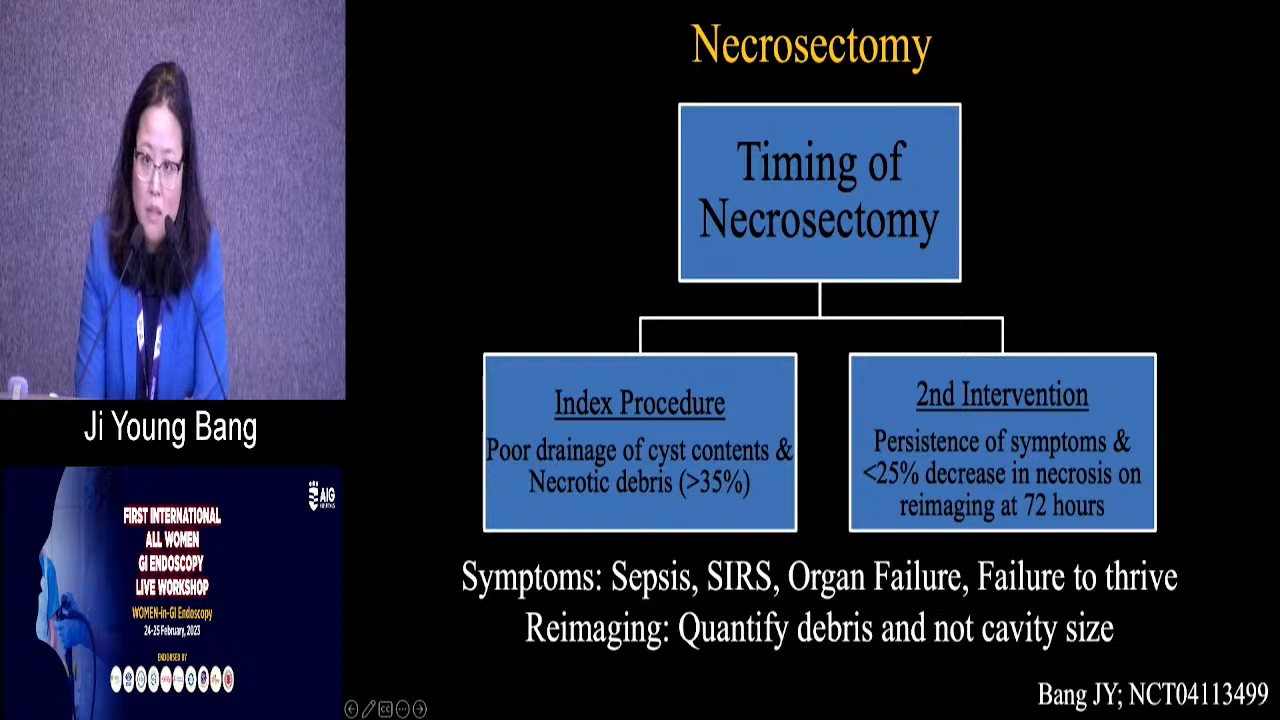 Necrosectomy
Timing of
Necrosectomy
Index Procedure
Poor drainage of cyst contents &
Necrotic debris (>35%)
2nd Intervention
Persistence of symptoms &
<25% decrease in necrosis on
reimaging at 72 hours
Symptoms: Sepsis, SIRS, Organ Failure, Failure to thrive
Reimaging: Quantify debris and not cavity size
Bang JY; NCT04113499
Ji Young Bang
AIG
HOSPITALS
FIRST INTERNATIONAL
ALL WOMEN
GI ENDOSCOPY
LIVE WORKSHOP
WOMEN-in-GI Endoscopy
24-25 February, 2023
ENDORSED BY
CC